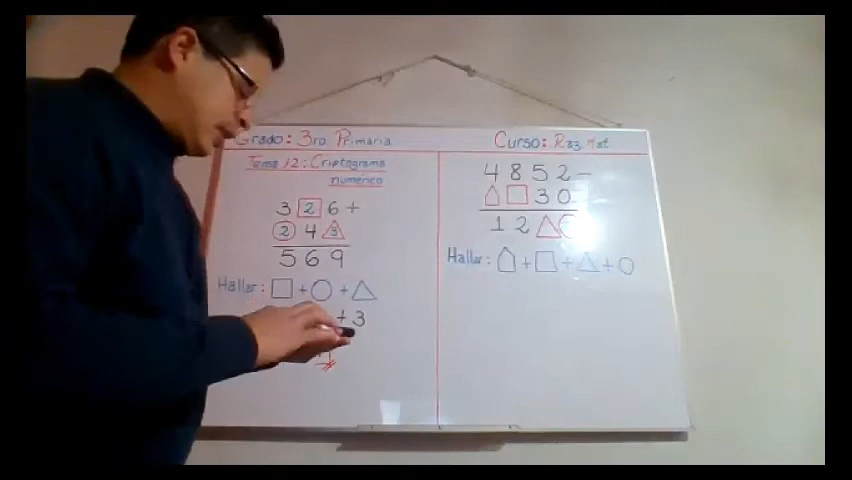 Grado: 3ro Primaria
Curso: Raz. Mat
Tema 12: Criptograma
numérico
3 2 6 +
2 4 3
5 6 9
Hallar: □ + ○ + △
+ 3
4 8 5 2 -
3 0
1 2
Hallar: ⌂ + □ + △ + ○